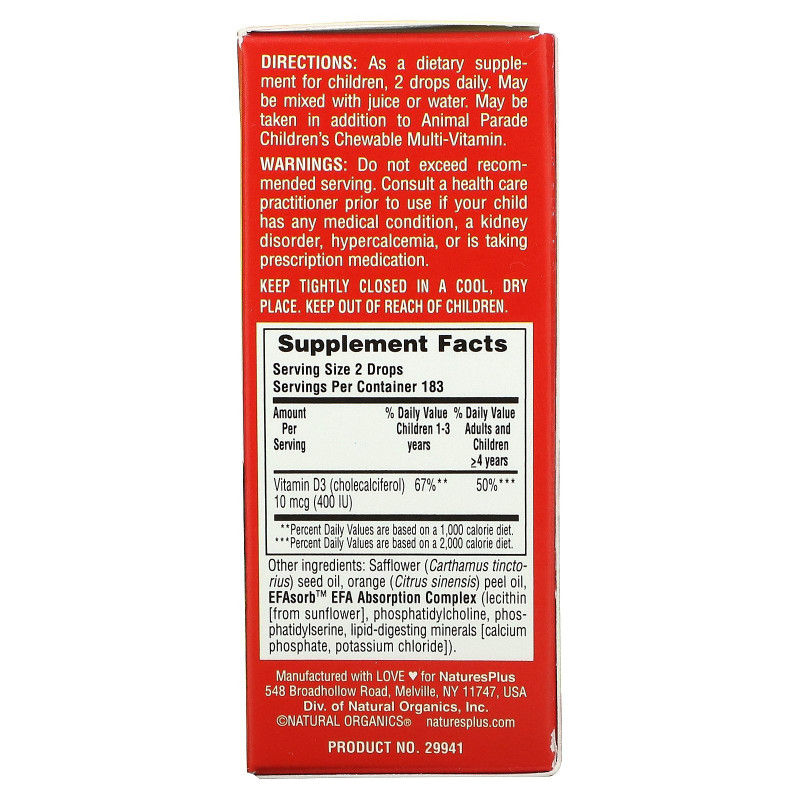 DIRECTIONS: As a dietary supple-
ment for children, 2 drops daily. May
be mixed with juice or water. May be
taken in addition to Animal Parade
Children's Chewable Multi-Vitamin.
WARNINGS: Do not exceed recom-
mended serving. Consult a health care
practitioner prior to use if your child
has any medical condition, a kidney
disorder, hypercalcemia, or is taking
prescription medication.
KEEP TIGHTLY CLOSED IN A COOL, DRY
PLACE. KEEP OUT OF REACH OF CHILDREN.
Supplement Facts
Serving Size 2 Drops
Servings Per Container 183
Amount % Daily Value % Daily Value
Per Children 1-3 Adults and
Serving years Children
≥4 years
Vitamin D3 (cholecalciferol) 67%** 50%***
10 mcg (400 IU)
**Percent Daily Values are based on a 1,000 calorie diet.
***Percent Daily Values are based on a 2,000 calorie diet.
Other ingredients: Safflower (Carthamus tincto-
rius) seed oil, orange (Citrus sinensis) peel oil,
EFAsorb™ EFA Absorption Complex (lecithin
[from sunflower], phosphatidylcholine, phos-
phatidylserine, lipid-digesting minerals [calcium
phosphate, potassium chloride]).
Manufactured with LOVE ♥ for NaturesPlus
548 Broadhollow Road, Melville, NY 11747, USA
Div. of Natural Organics, Inc.
©NATURAL ORGANICS® naturesplus.com
PRODUCT NO. 29941